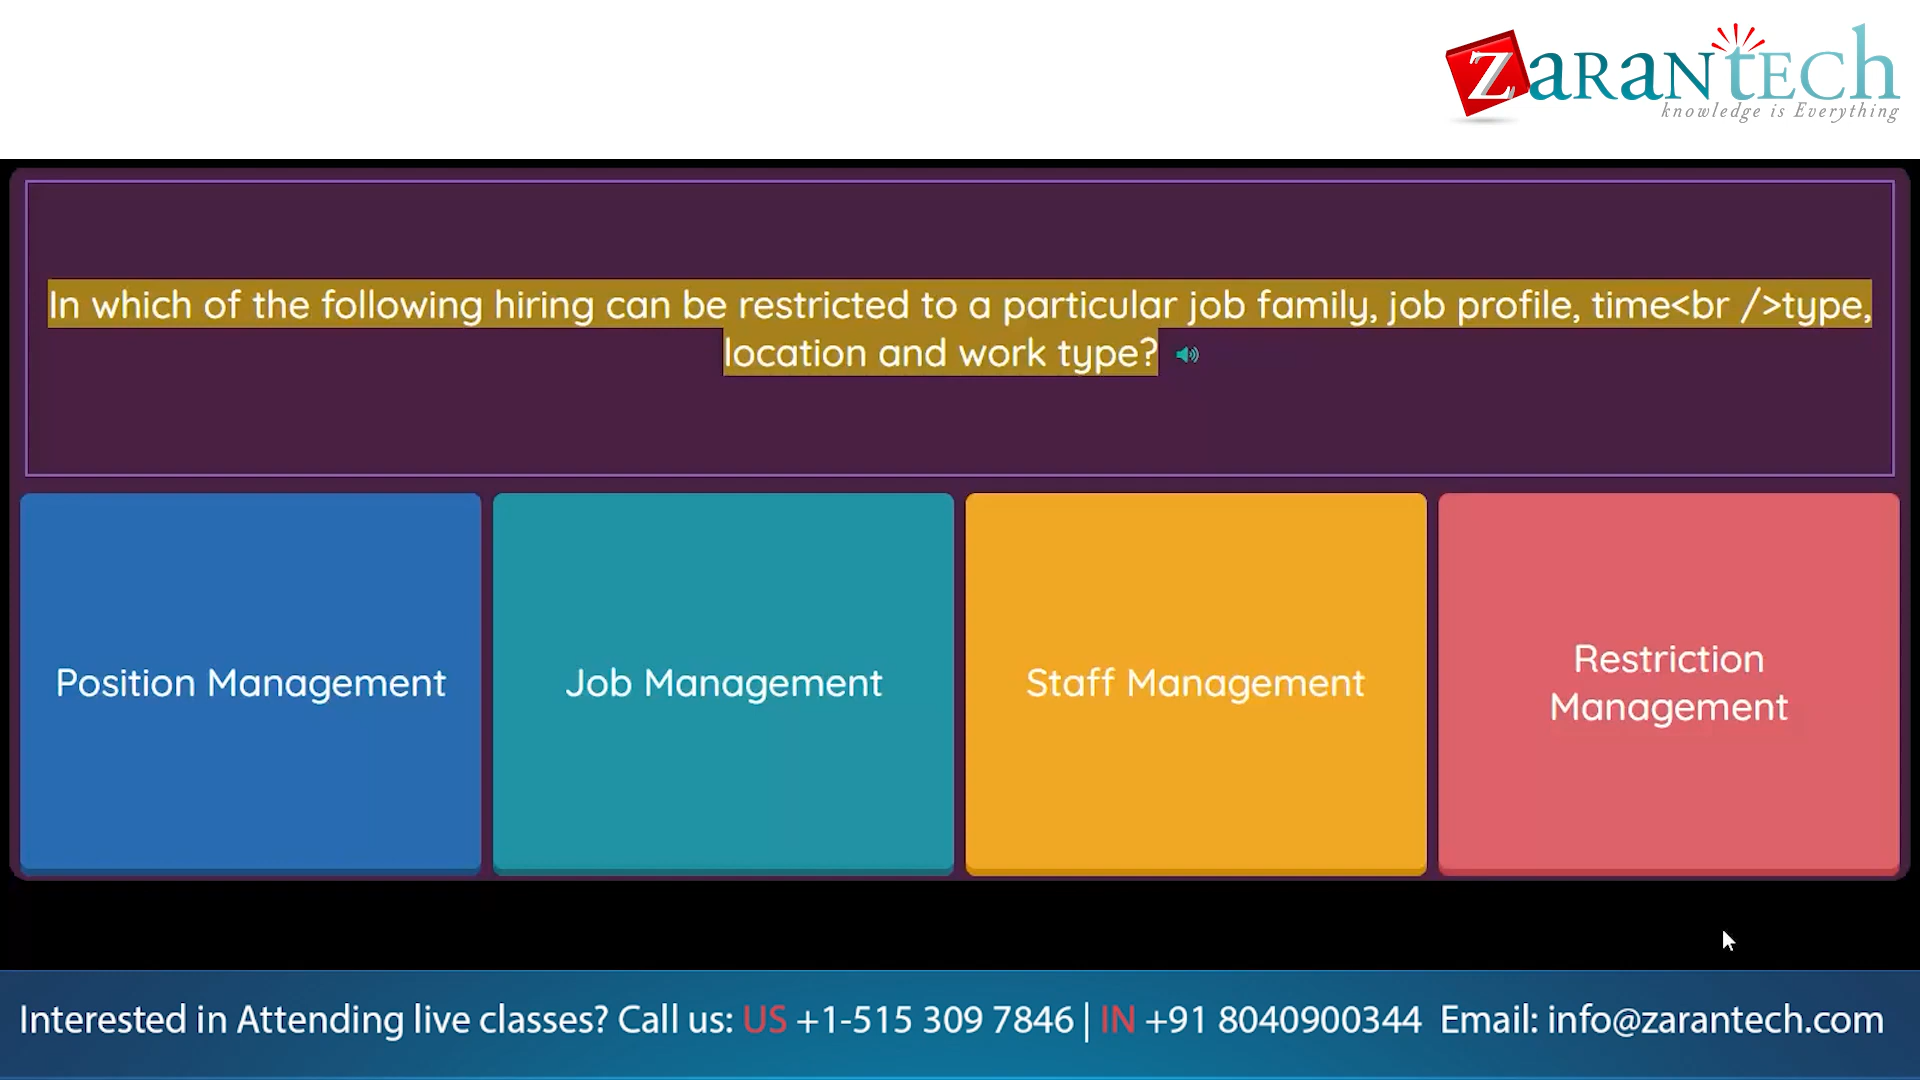 ZaranTech
knowledge is Everything
In which of the following hiring can be restricted to a particular job family, job profile, time<br />type,
location and work type?
Position Management
Job Management
Staff Management
Restriction
Management
Interested in Attending live classes? Call us: US +1-515 309 7846 | IN +91 8040900344 Email: info@zarantech.com